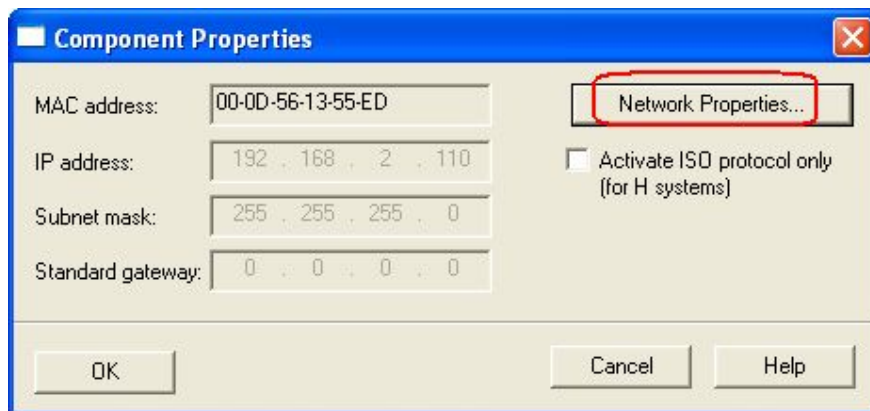 Component Properties
MAC address: 00-0D-56-13-55-ED
Network Properties...
IP address: 192 . 168 . 2 . 110
Activate ISO protocol only
(for H systems)
Subnet mask: 255 . 255 . 255 . 0
Standard gateway: 0 . 0 . 0 . 0
OK
Cancel
Help